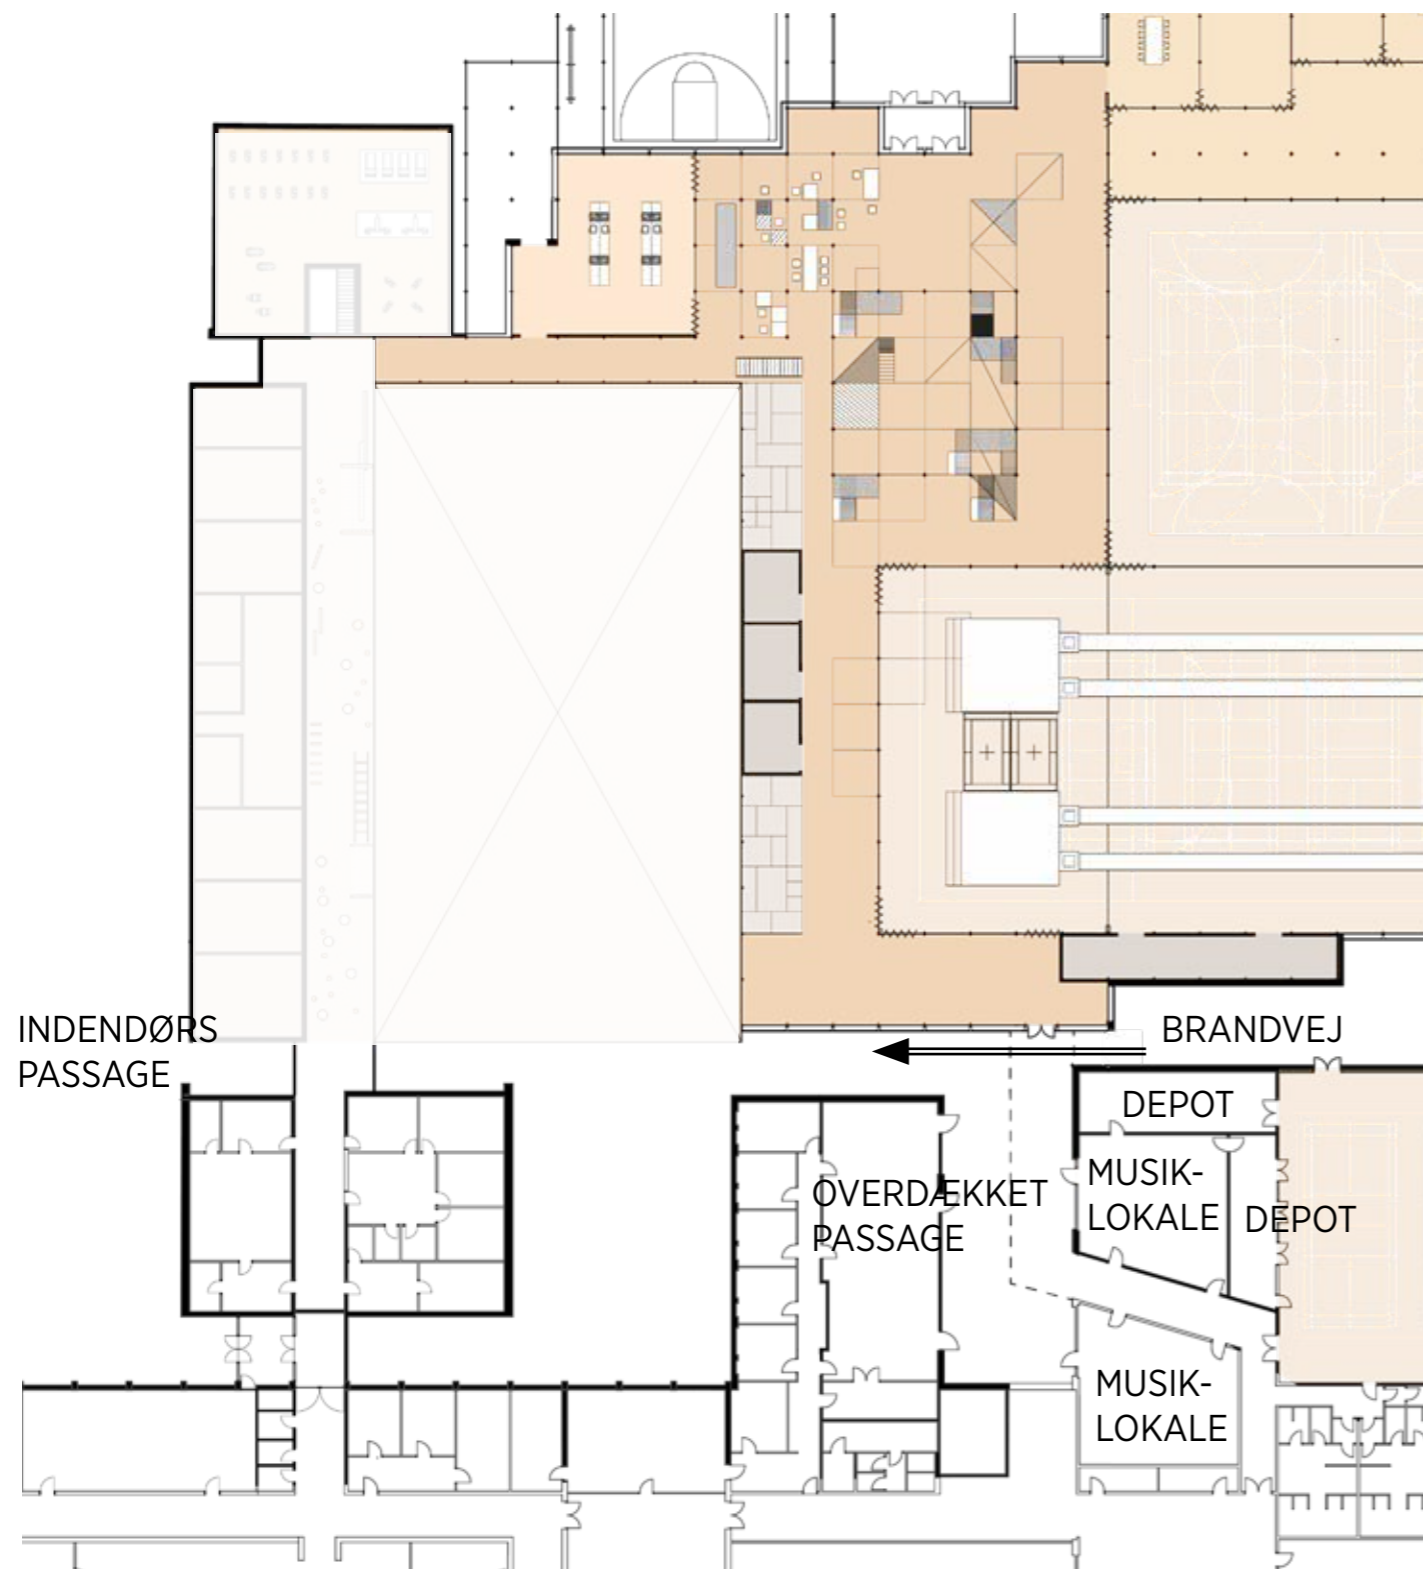 INDENDØRS
PASSAGE
BRANDVEJ
DEPOT
MUSIK-
LOKALE
DEPOT
OVERDÆKKET
PASSAGE
MUSIK-
LOKALE